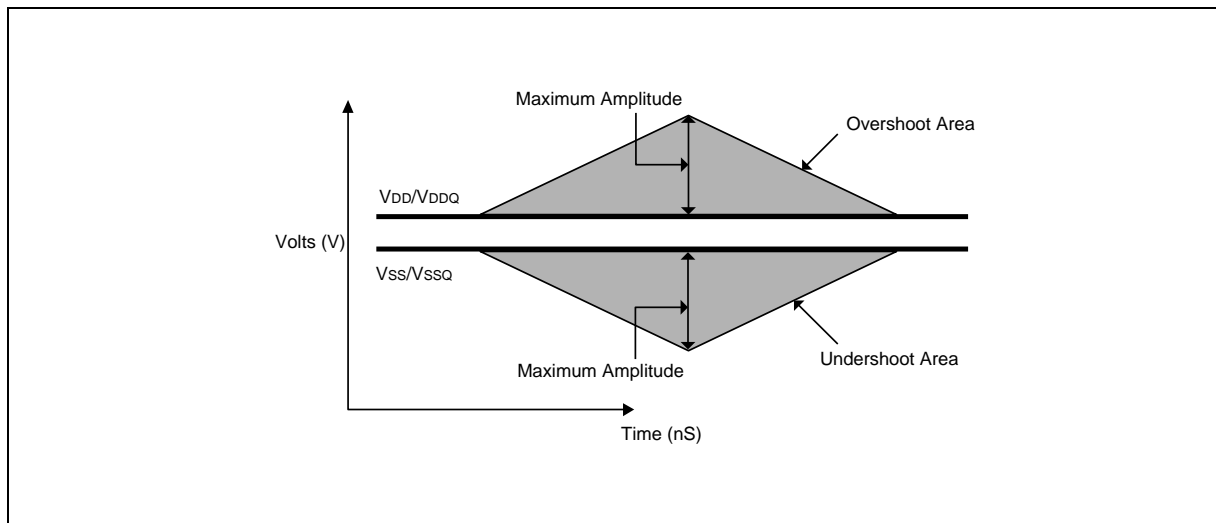 Maximum Amplitude
Overshoot Area
VDD/VDDQ
Volts (V)
VSS/VSSQ
Undershoot Area
Maximum Amplitude
Time (nS)